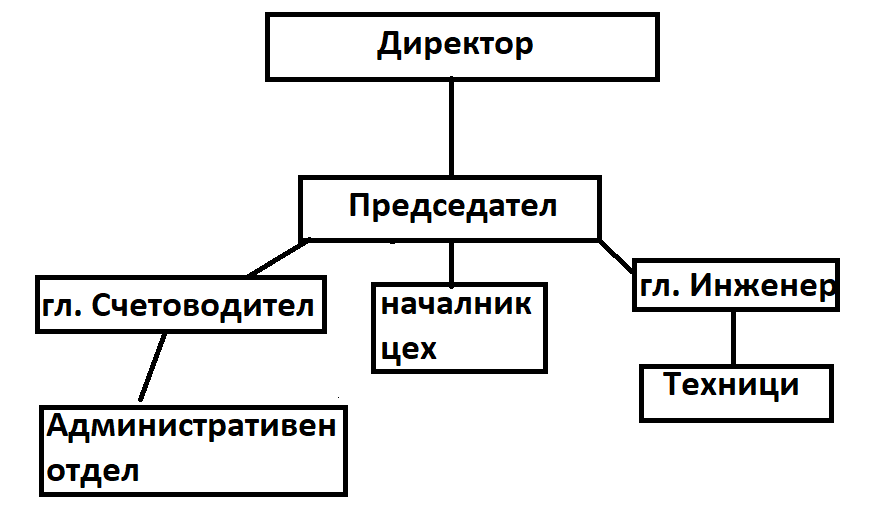 Директор
Председател
гл. Счетоводител
началник
цех
гл. Инженер
Административен
отдел
Техници